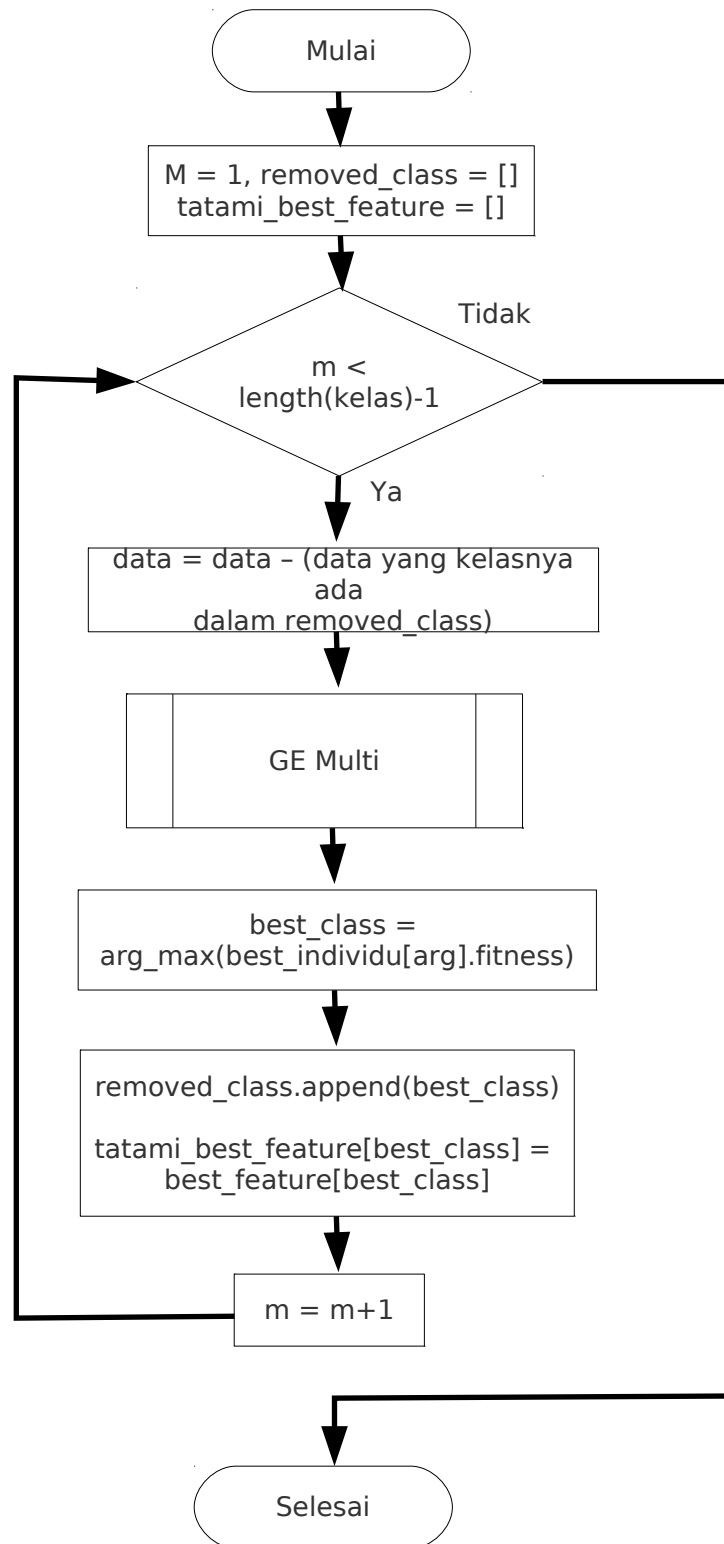 Mulai
M = 1, removed_class = []
tatami_best_feature = []
Tidak
m <
length(kelas)-1
Ya
data = data – (data yang kelasnya
ada
dalam removed_class)
GE Multi
best_class =
arg_max(best_individu[arg].fitness)
removed_class.append(best_class)
tatami_best_feature[best_class] =
best_feature[best_class]
m = m+1
Selesai